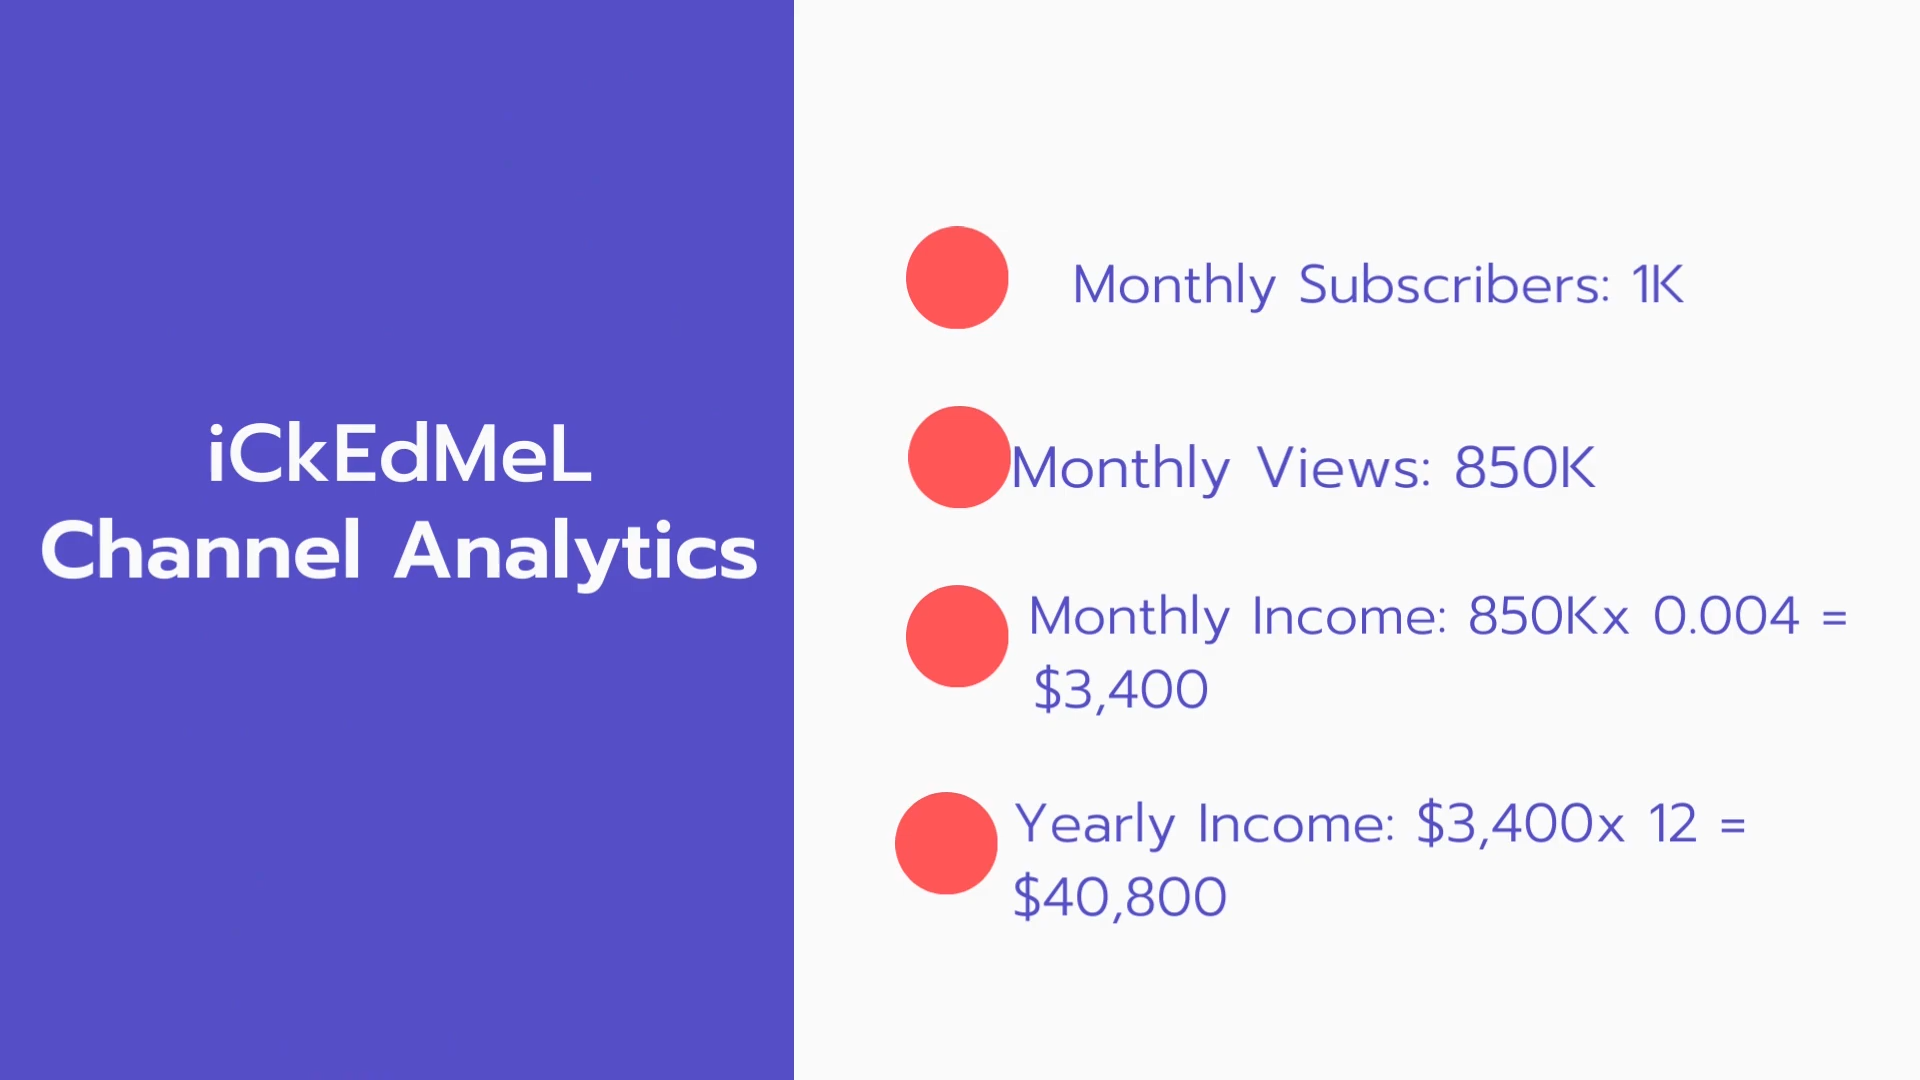 iCkEdMeL
Channel Analytics
Monthly Subscribers: 1K
Monthly Views: 850K
Monthly Income: 850Kx 0.004 =
$3,400
Yearly Income: $3,400x 12 =
$40,800